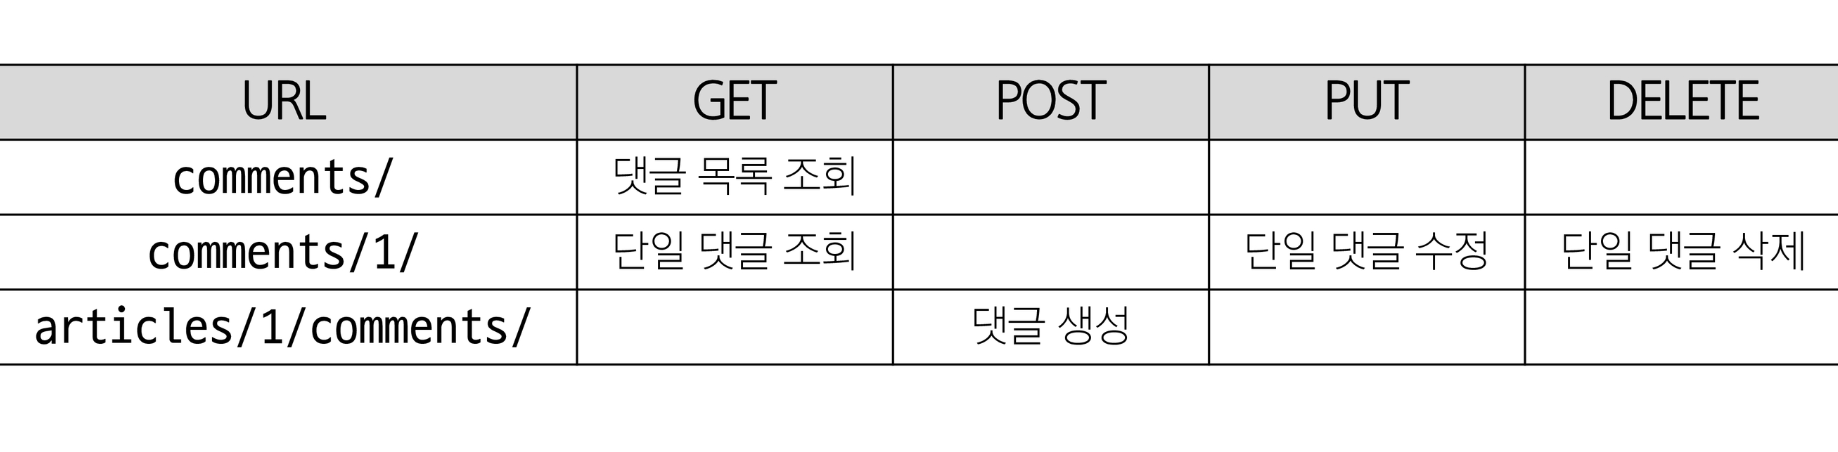 URL GET POST PUT DELETE
comments/ 댓글 목록 조회
comments/1/ 단일 댓글 조회 단일 댓글 수정 단일 댓글 삭제
articles/1/comments/ 댓글 생성